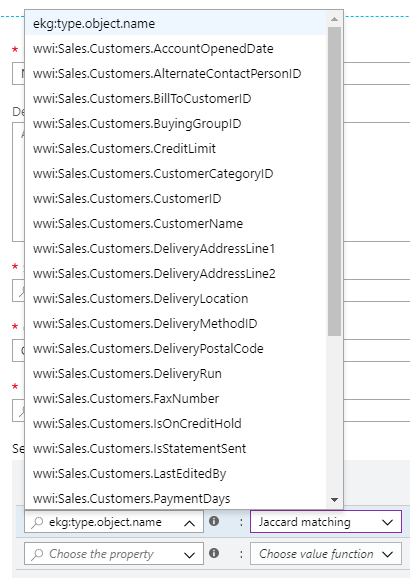 ekg:type.object.name
wwi:Sales.Customers.AccountOpenedDate
wwi:Sales.Customers.AlternateContactPersonID
wwi:Sales.Customers.BillToCustomerID
wwi:Sales.Customers.BuyingGroupID
wwi:Sales.Customers.CreditLimit
wwi:Sales.Customers.CustomerCategoryID
wwi:Sales.Customers.CustomerID
wwi:Sales.Customers.CustomerName
wwi:Sales.Customers.DeliveryAddressLine1
wwi:Sales.Customers.DeliveryAddressLine2
wwi:Sales.Customers.DeliveryLocation
wwi:Sales.Customers.DeliveryMethodID
wwi:Sales.Customers.DeliveryPostalCode
wwi:Sales.Customers.DeliveryRun
wwi:Sales.Customers.FaxNumber
wwi:Sales.Customers.IsOnCreditHold
wwi:Sales.Customers.IsStatementSent
wwi:Sales.Customers.LastEditedBy
wwi:Sales.Customers.PaymentDays
ekg:type.object.name : Jaccard matching
Choose the property : Choose value function